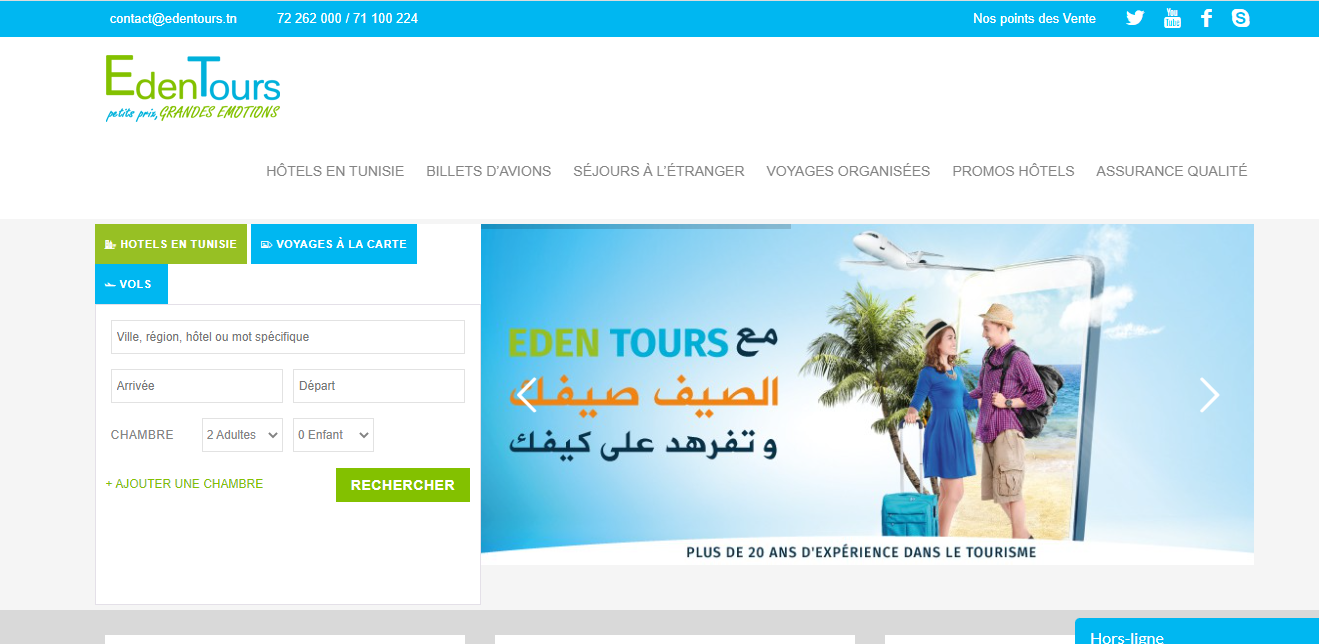 contact@edentours.tn 72 262 000 / 71 100 224 Nos points des Vente You Tube
EdenTours
petits prix, GRANDES EMOTIONS
HÔTELS EN TUNISIE BILLETS D'AVIONS SÉJOURS À L'ÉTRANGER VOYAGES ORGANISÉES PROMOS HÔTELS ASSURANCE QUALITÉ
HOTELS EN TUNISIE VOYAGES À LA CARTE
VOLS
Ville, région, hôtel ou mot spécifique
Arrivée Départ
CHAMBRE 2 Adultes 0 Enfant
+ AJOUTER UNE CHAMBRE RECHERCHER
مع EDEN TOURS
الصيف صيفك
و تفرهد على كيفك
PLUS DE 20 ANS D'EXPÉRIENCE DANS LE TOURISME
Hors-ligne